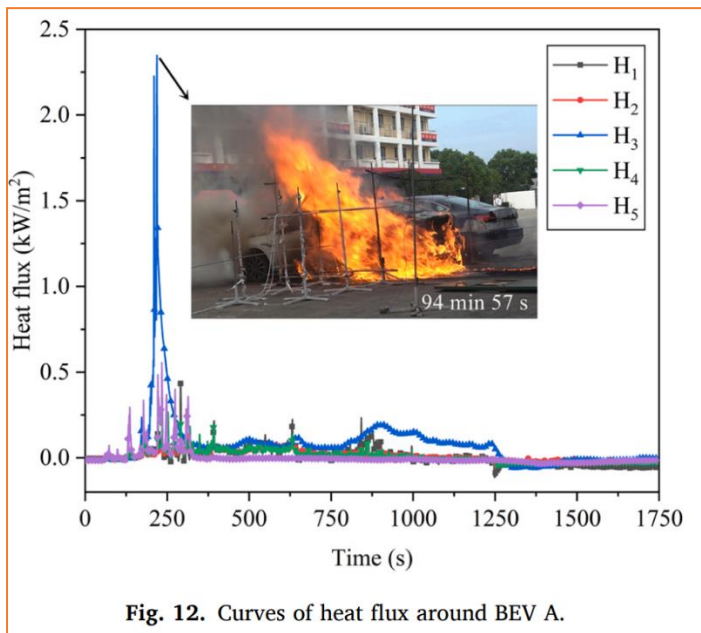 2.5
2.0
1.5
1.0
0.5
0.0
Heat flux (kW/m²)
H₁
H₂
H₃
H₄
H₅
94 min 57 s
0 250 500 750 1000 1250 1500 1750
Time (s)
Fig. 12. Curves of heat flux around BEV A.